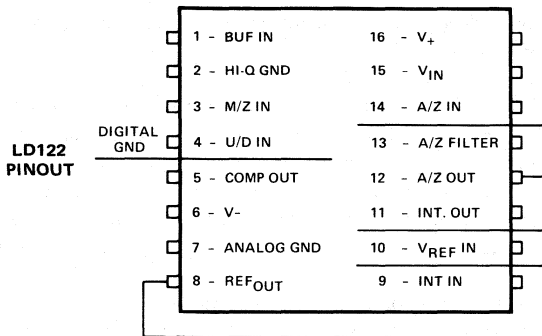 1 - BUF IN
2 - HI-Q GND
3 - M/Z IN
4 - U/D IN
5 - COMP OUT
6 - V-
7 - ANALOG GND
8 - REFOUT
16 - V+
15 - VIN
14 - A/Z IN
13 - A/Z FILTER
12 - A/Z OUT
11 - INT. OUT
10 - VREF IN
9 - INT IN
DIGITAL
GND
LD122
PINOUT